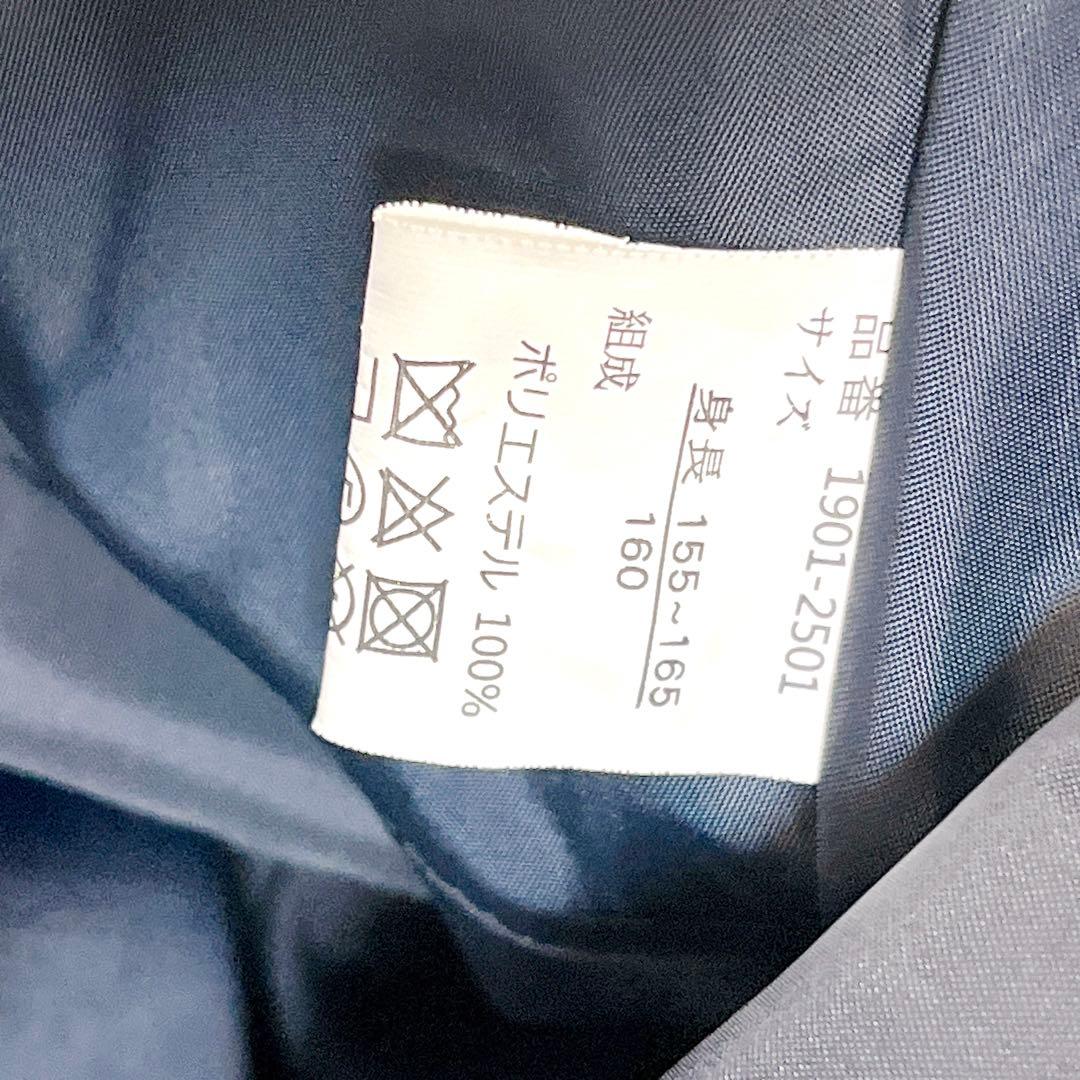 品番 1901-2501
サイズ
身長 155~165
160
組成
ポリエステル 100%